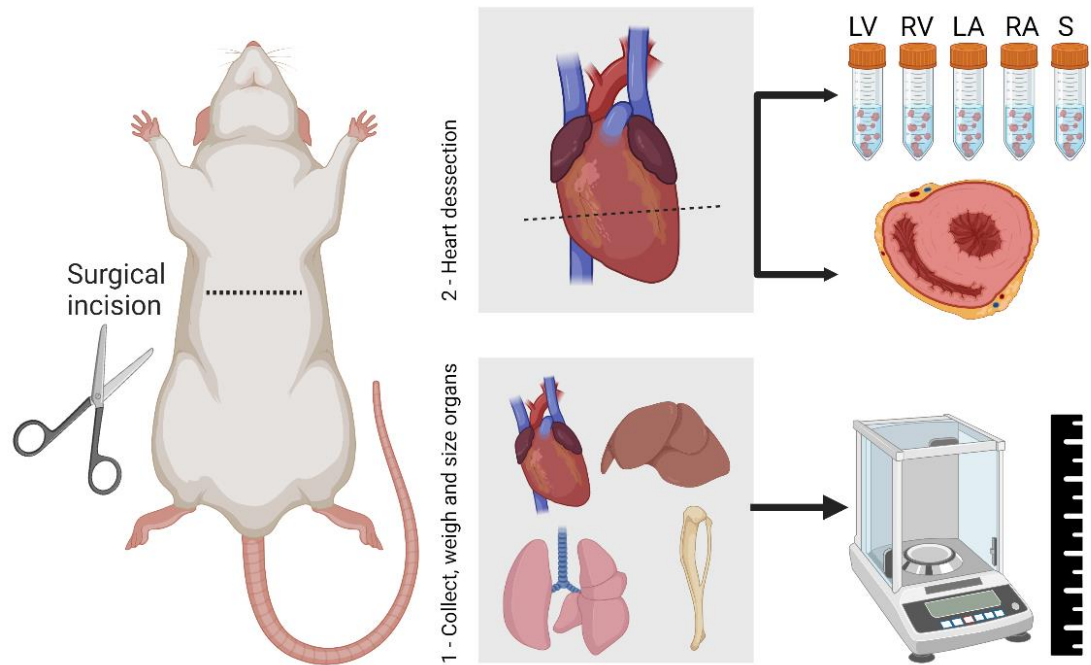 LV RV LA RA S
2 - Heart dessection
Surgical
incision
1 - Collect, weigh and size organs